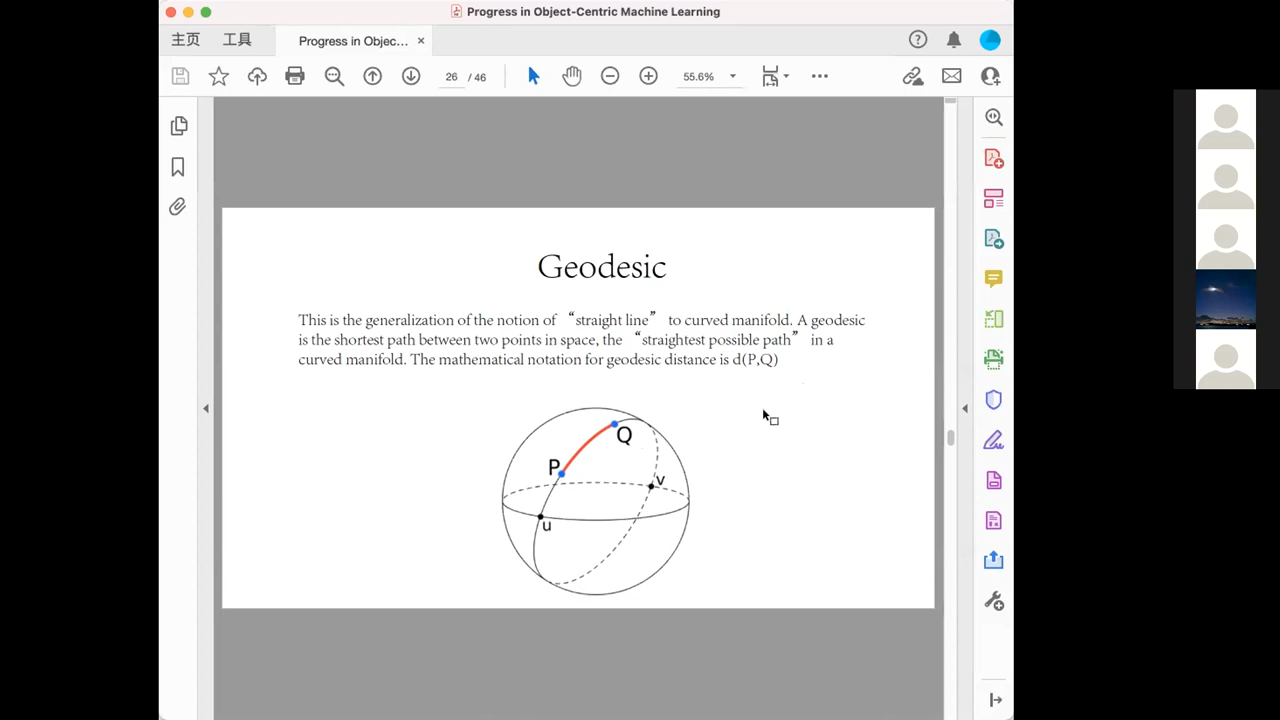 Progress in Object-Centric Machine Learning
主页 工具 Progress in Objec... ×
26 / 46 55.6%
Geodesic
This is the generalization of the notion of “straight line” to curved manifold. A geodesic
is the shortest path between two points in space, the “straightest possible path” in a
curved manifold. The mathematical notation for geodesic distance is d(P,Q)
Q
P
v
u